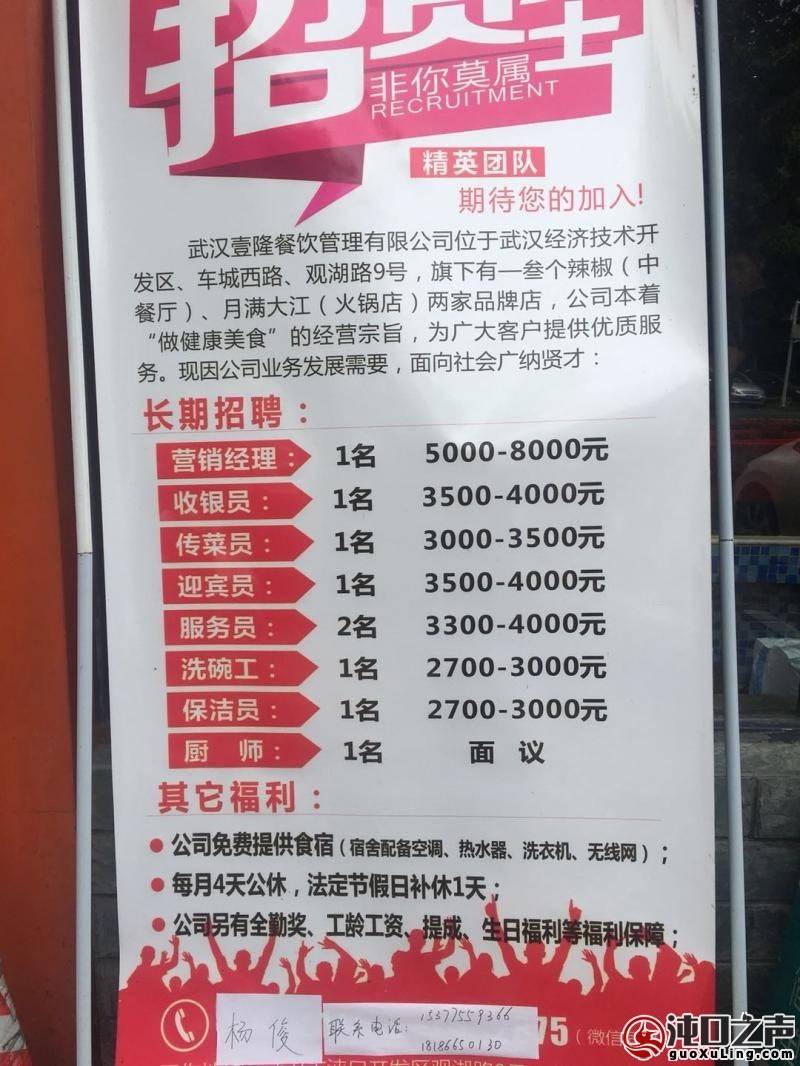 招贤士
非你莫属
RECRUITMENT
精英团队
期待您的加入!
武汉壹隆餐饮管理有限公司位于武汉经济技术开
发区、车城西路、观湖路9号，旗下有—叁个辣椒（中
餐厅）、月满大江（火锅店）两家品牌店，公司本着
“做健康美食”的经营宗旨，为广大客户提供优质服
务。现因公司业务发展需要，面向社会广纳贤才：
长期招聘：
营销经理： 1名 5000-8000元
收银员： 1名 3500-4000元
传菜员： 1名 3000-3500元
迎宾员： 1名 3500-4000元
服务员： 2名 3300-4000元
洗碗工： 1名 2700-3000元
保洁员： 1名 2700-3000元
厨 师： 1名 面 议
其它福利：
●公司免费提供食宿（宿舍配备空调、热水器、洗衣机、无线网）；
●每月4天公休，法定节假日补休1天；
●公司另有全勤奖、工龄工资、提成、生日福利等福利保障；
杨俊 联系电话: 15377559366 575（微信
18186650130
开发区观湖路
沌口之声
guoxuLing.com